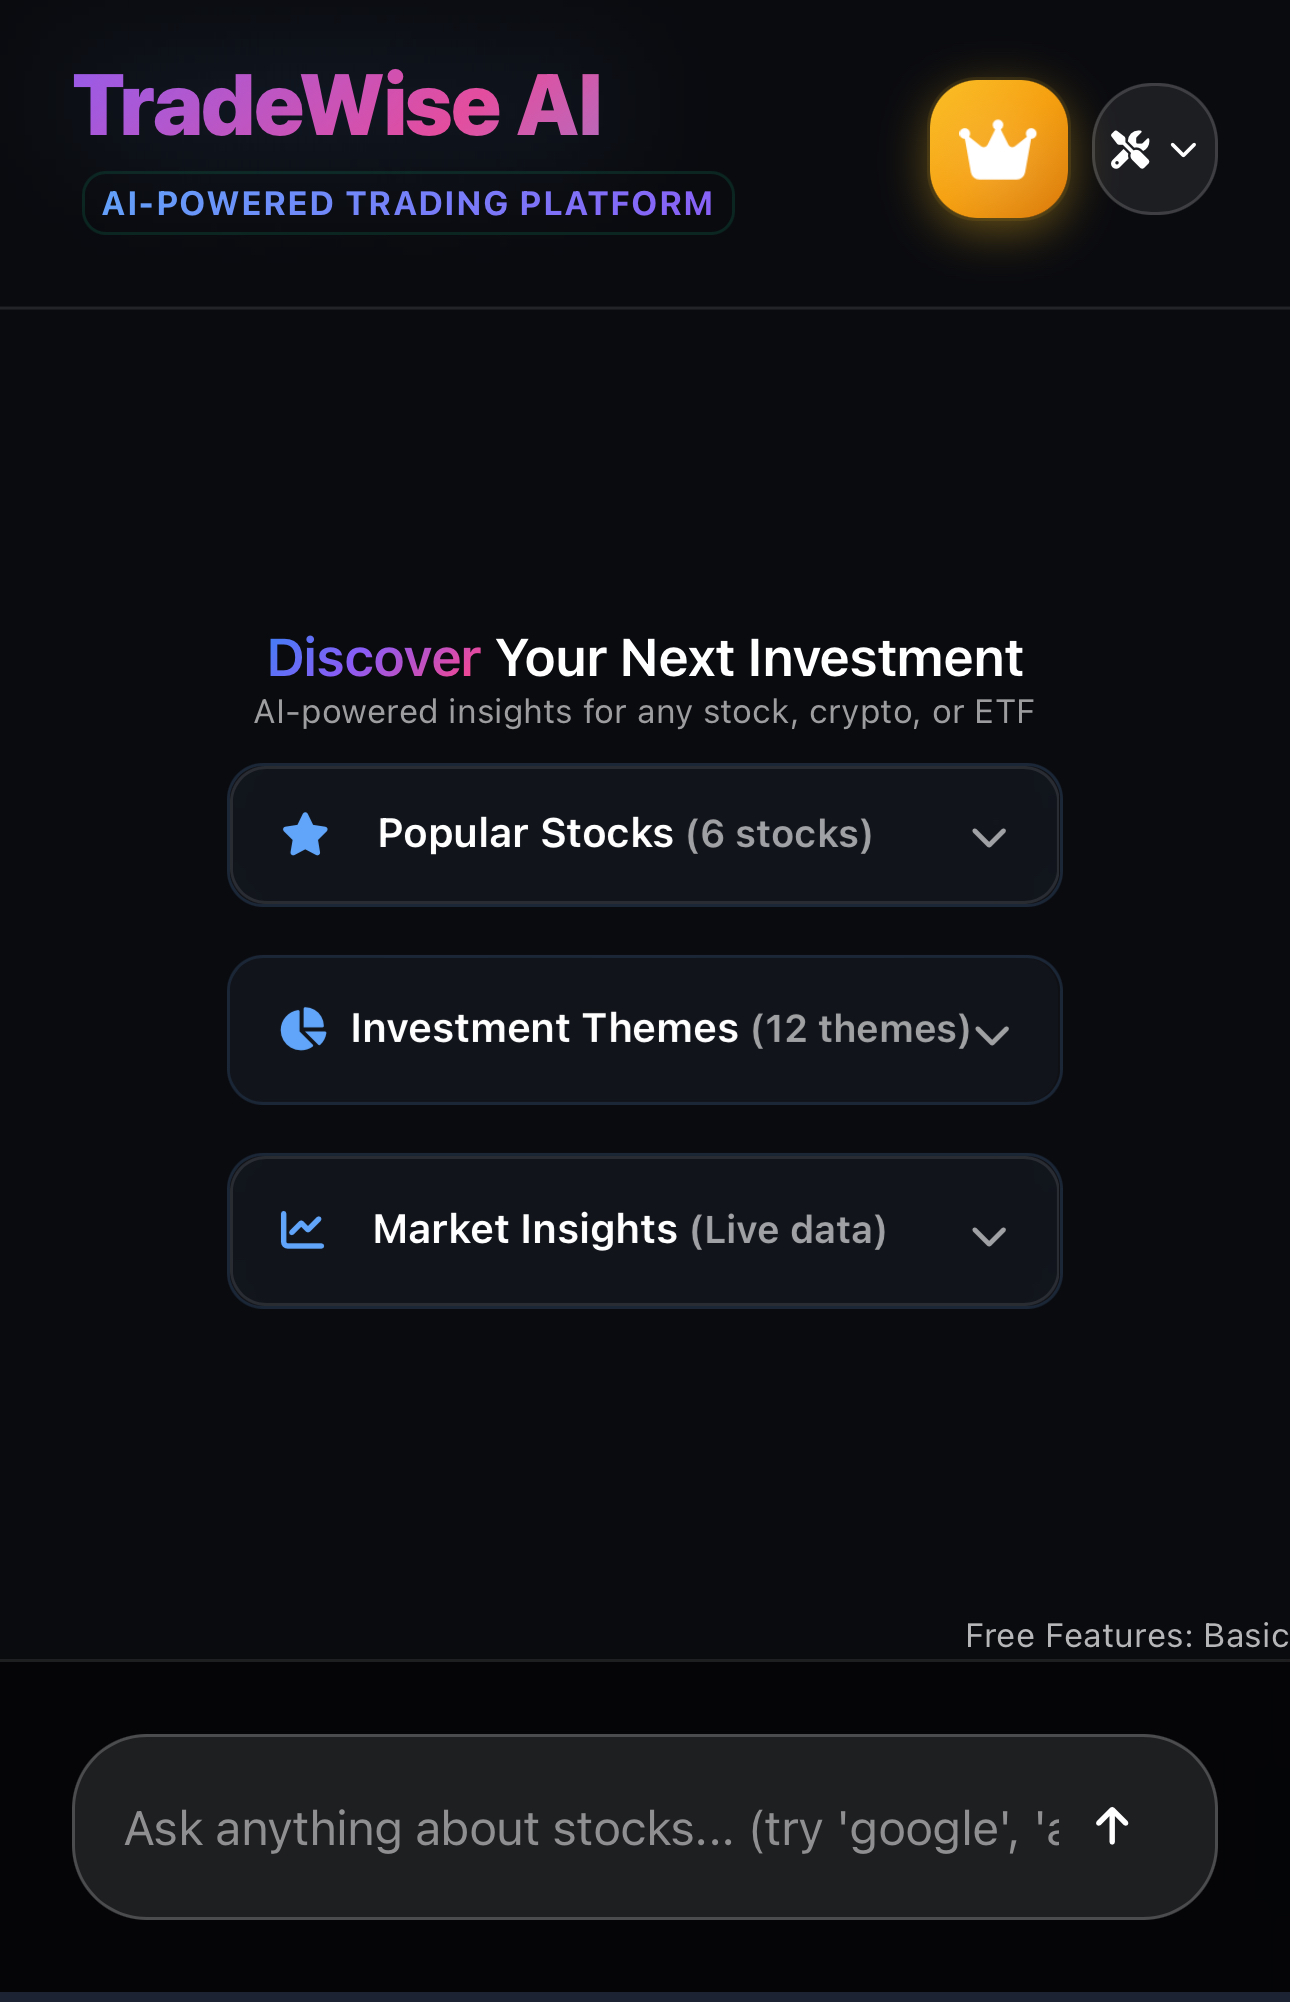 TradeWise AI
AI-POWERED TRADING PLATFORM
Discover Your Next Investment
AI-powered insights for any stock, crypto, or ETF
Popular Stocks (6 stocks)
Investment Themes (12 themes)
Market Insights (Live data)
Free Features: Basic
Ask anything about stocks... (try 'google', '